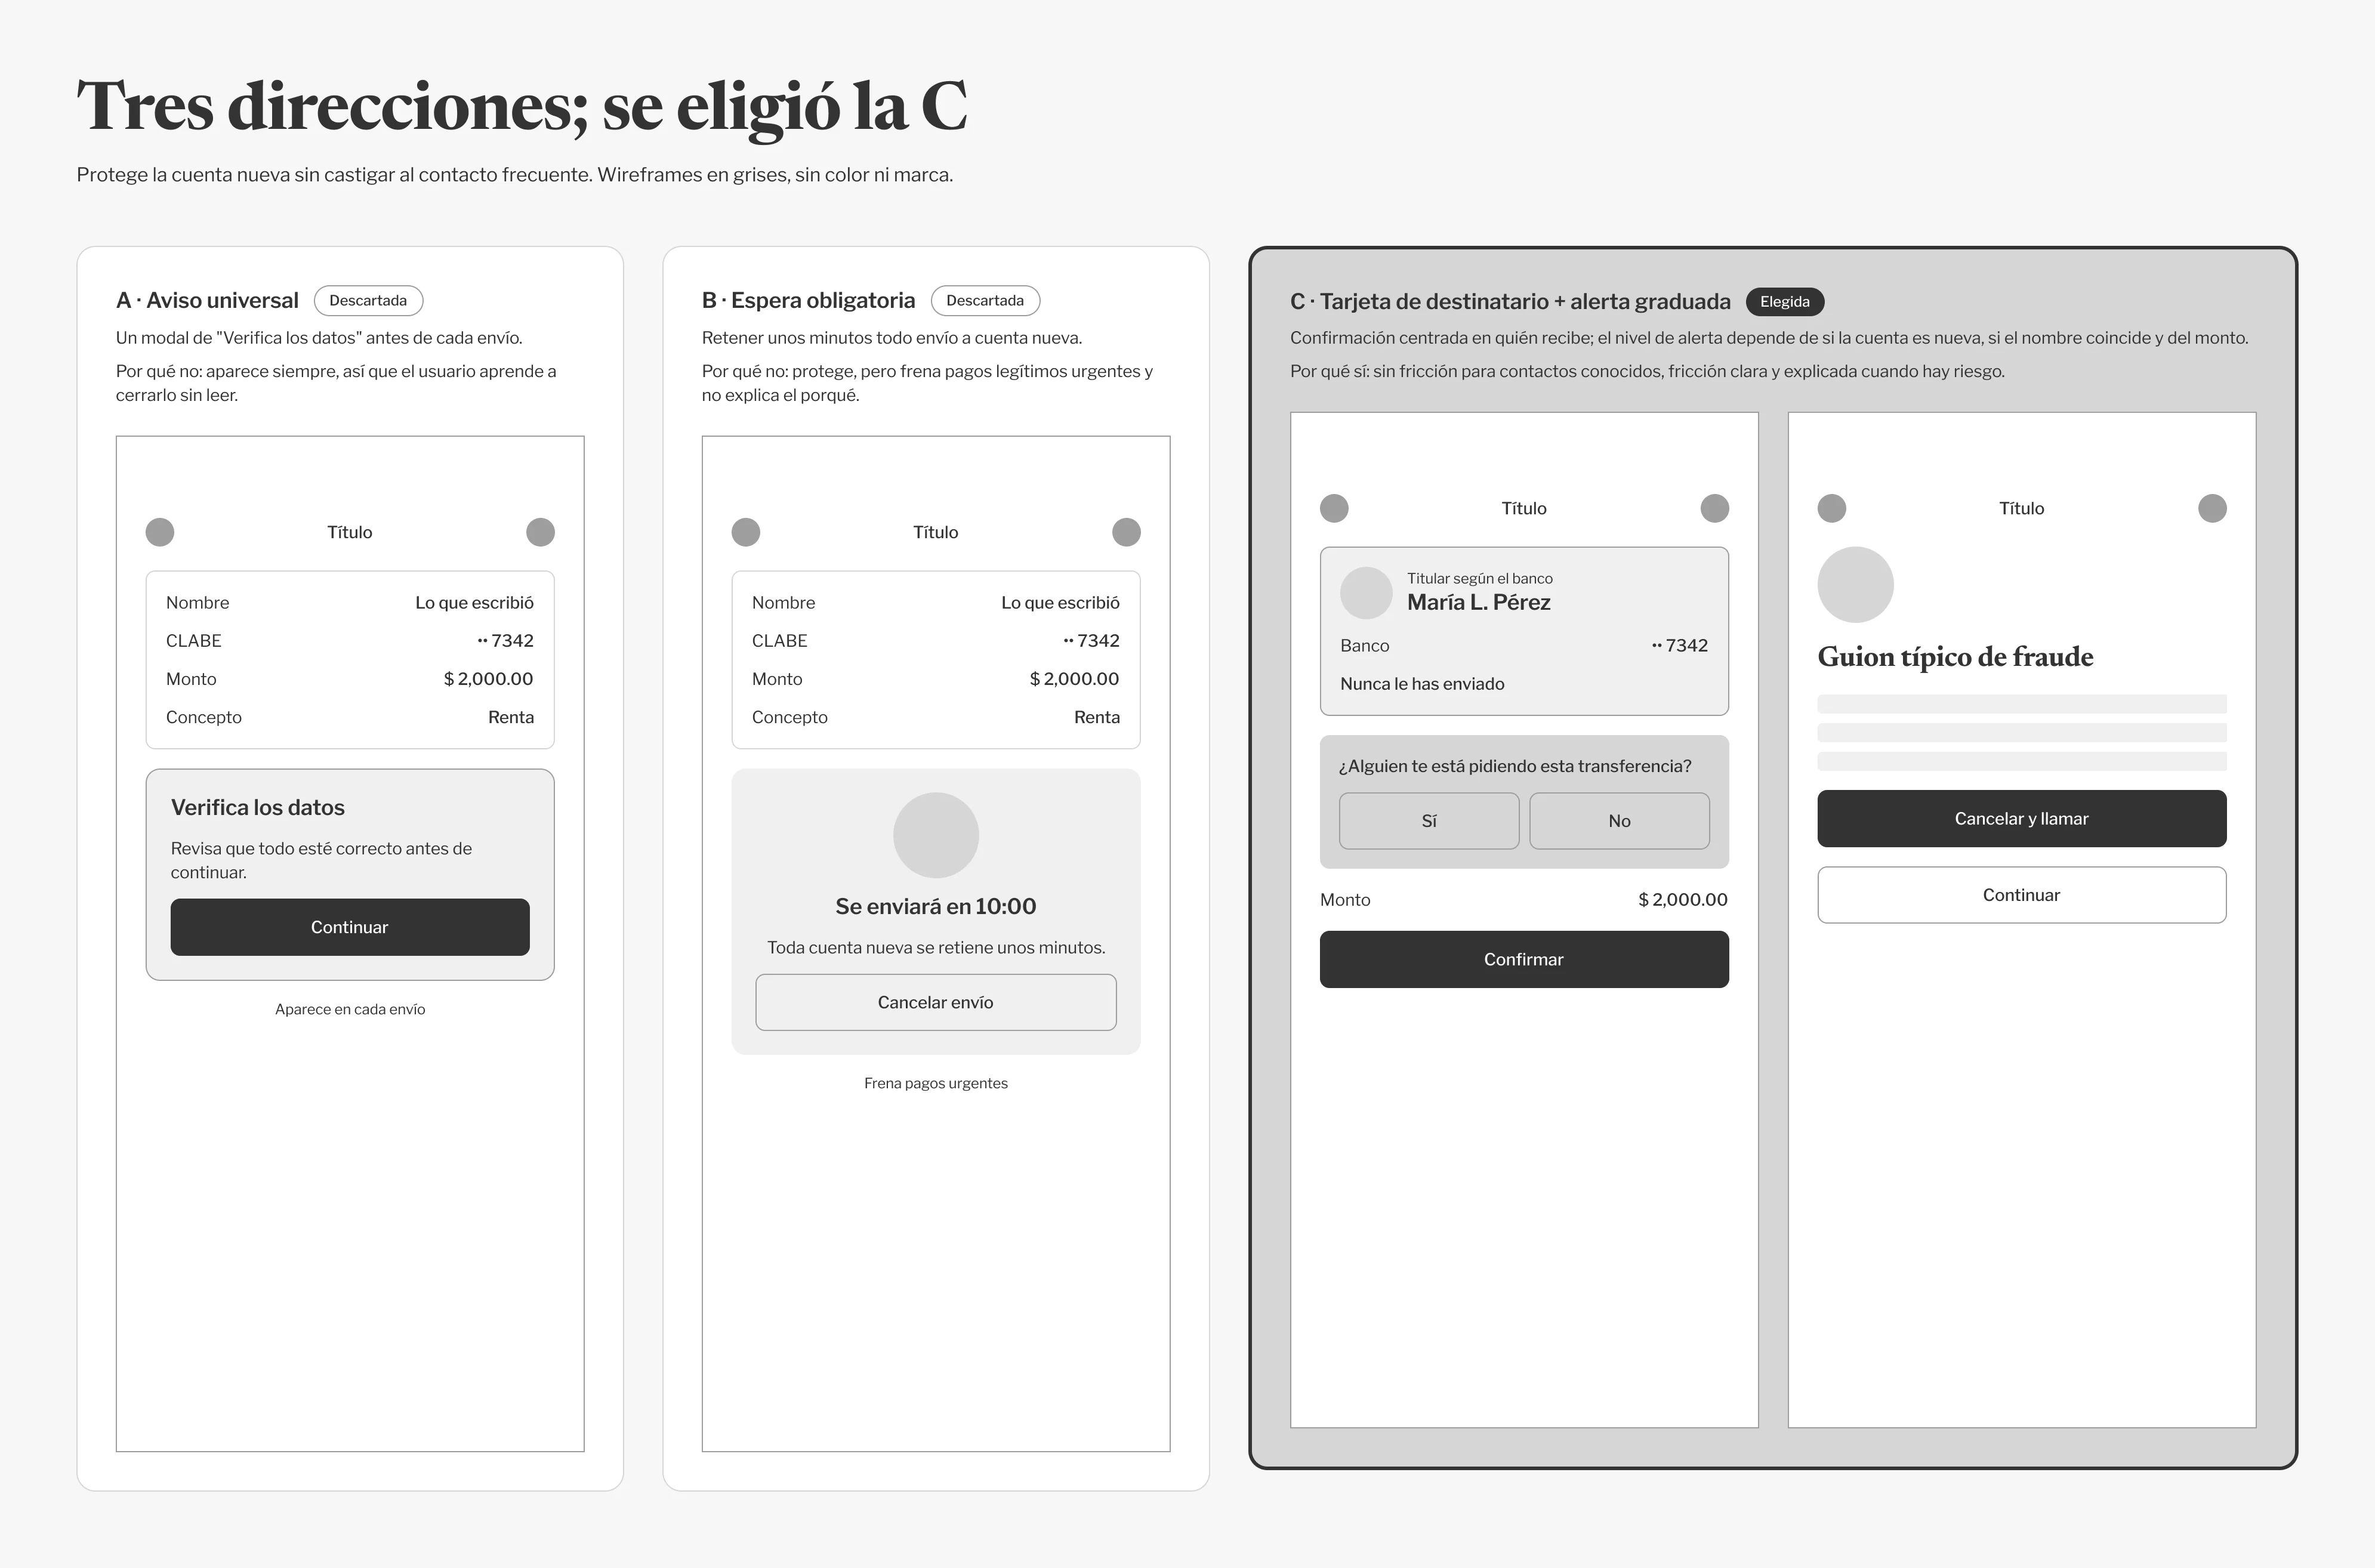 Tres direcciones; se eligió la C
Protege la cuenta nueva sin castigar al contacto frecuente. Wireframes en grises, sin color ni marca.
A · Aviso universal
Descartada
Un modal de "Verifica los datos" antes de cada envío.
Por qué no: aparece siempre, así que el usuario aprende a
cerrarlo sin leer.
Título
Nombre Lo que escribió
CLABE •• 7342
Monto $ 2,000.00
Concepto Renta
Verifica los datos
Revisa que todo esté correcto antes de
continuar.
Continuar
Aparece en cada envío
B · Espera obligatoria
Descartada
Retener unos minutos todo envío a cuenta nueva.
Por qué no: protege, pero frena pagos legítimos urgentes y
no explica el porqué.
Título
Nombre Lo que escribió
CLABE •• 7342
Monto $ 2,000.00
Concepto Renta
Se enviará en 10:00
Toda cuenta nueva se retiene unos minutos.
Cancelar envío
Frena pagos urgentes
C · Tarjeta de destinatario + alerta graduada
Elegida
Confirmación centrada en quién recibe; el nivel de alerta depende de si la cuenta es nueva, si el nombre coincide y del monto.
Por qué sí: sin fricción para contactos conocidos, fricción clara y explicada cuando hay riesgo.
Título
Titular según el banco
María L. Pérez
Banco •• 7342
Nunca le has enviado
¿Alguien te está pidiendo esta transferencia?
Sí No
Monto $ 2,000.00
Confirmar
Título
Guion típico de fraude
Cancelar y llamar
Continuar